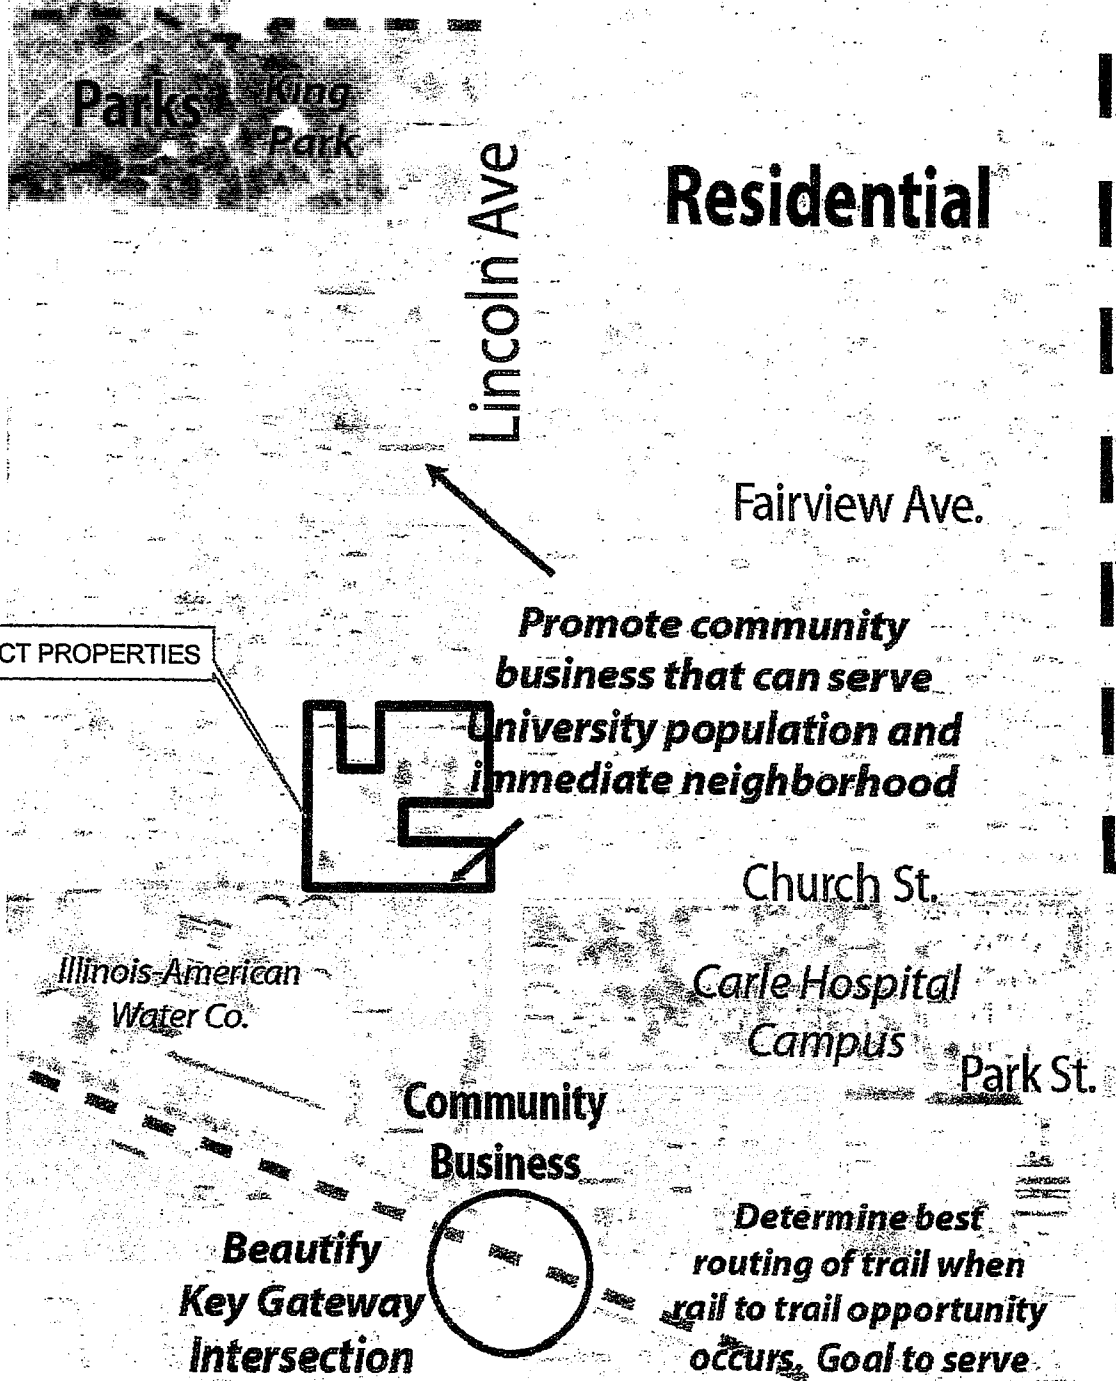 Parks
King
Park
Lincoln Ave
Residential
Fairview Ave.
Promote community
business that can serve
University population and
immediate neighborhood
CT PROPERTIES
Church St.
Illinois-American
Water Co.
Carle Hospital
Campus
Park St.
Community
Business
Beautify
Key Gateway
Intersection
Determine best
routing of trail when
rail to trail opportunity
occurs. Goal to serve